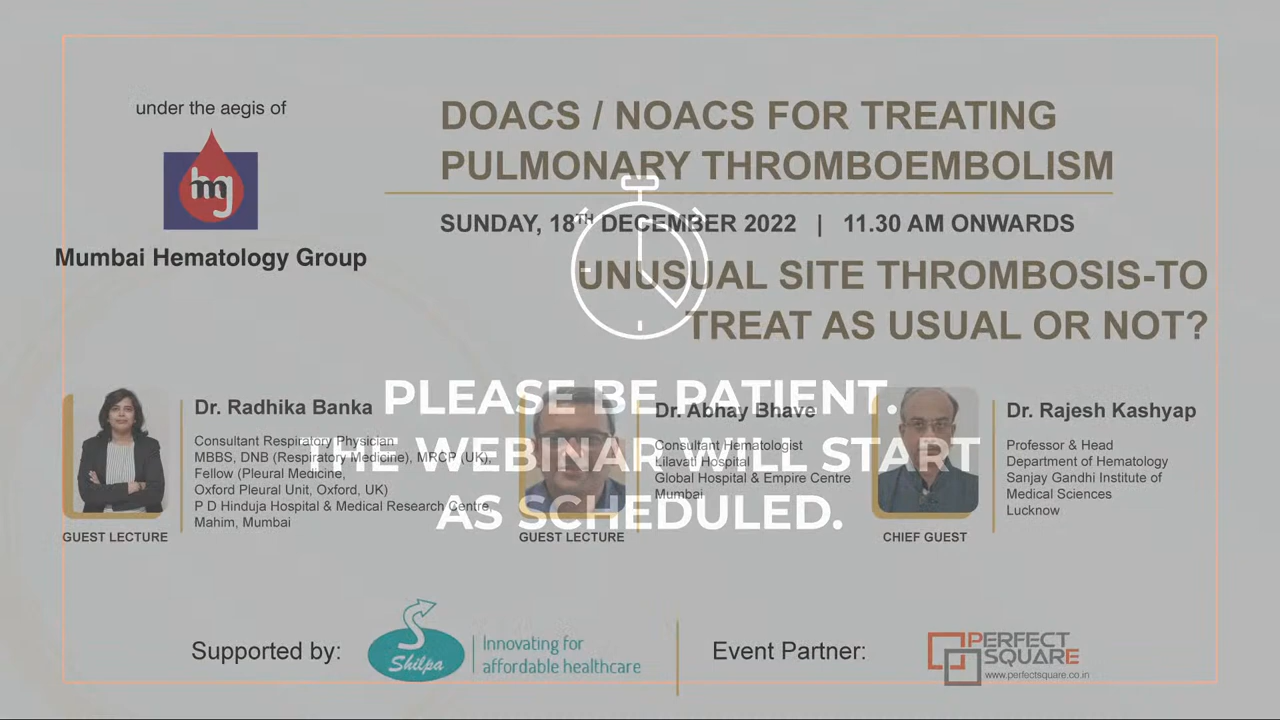 under the aegis of
hg
Mumbai Hematology Group
DOACS / NOACS FOR TREATING
PULMONARY THROMBOEMBOLISM
SUNDAY, 18TH DECEMBER 2022 | 11.30 AM ONWARDS
UNUSUAL SITE THROMBOSIS-TO
TREAT AS USUAL OR NOT?
PLEASE BE PATIENT.
THE WEBINAR WILL START
AS SCHEDULED.
Dr. Radhika Banka
Consultant Respiratory Physician
MBBS, DNB (Respiratory Medicine), MRCP (UK),
Fellow (Pleural Medicine,
Oxford Pleural Unit, Oxford, UK)
P D Hinduja Hospital & Medical Research Centre,
Mahim, Mumbai
GUEST LECTURE
Dr. Abhay Bhave
Consultant Hematologist
Lilavati Hospital
Global Hospital & Empire Centre
Mumbai
GUEST LECTURE
Dr. Rajesh Kashyap
Professor & Head
Department of Hematology
Sanjay Gandhi Institute of
Medical Sciences
Lucknow
CHIEF GUEST
Supported by:
Shilpa
Innovating for
affordable healthcare
Event Partner:
PERFECT
SQUARE
www.perfectsquare.co.in